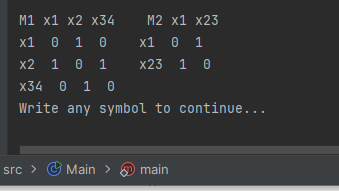 M1 x1 x2 x34    M2 x1 x23
x1  0  1  0    x1  0  1
x2  1  0  1    x23  1  0
x34  0  1  0
Write any symbol to continue...
src > Main > main